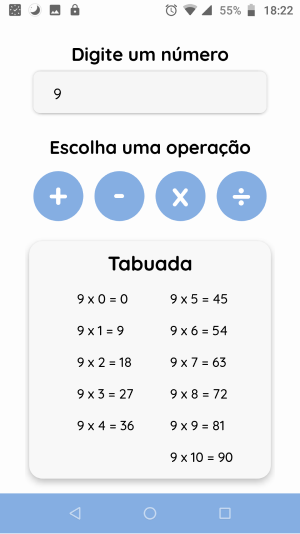 55% 18:22
Digite um número
9
Escolha uma operação
+ - x ÷
Tabuada
9 x 0 = 0
9 x 1 = 9
9 x 2 = 18
9 x 3 = 27
9 x 4 = 36
9 x 5 = 45
9 x 6 = 54
9 x 7 = 63
9 x 8 = 72
9 x 9 = 81
9 x 10 = 90